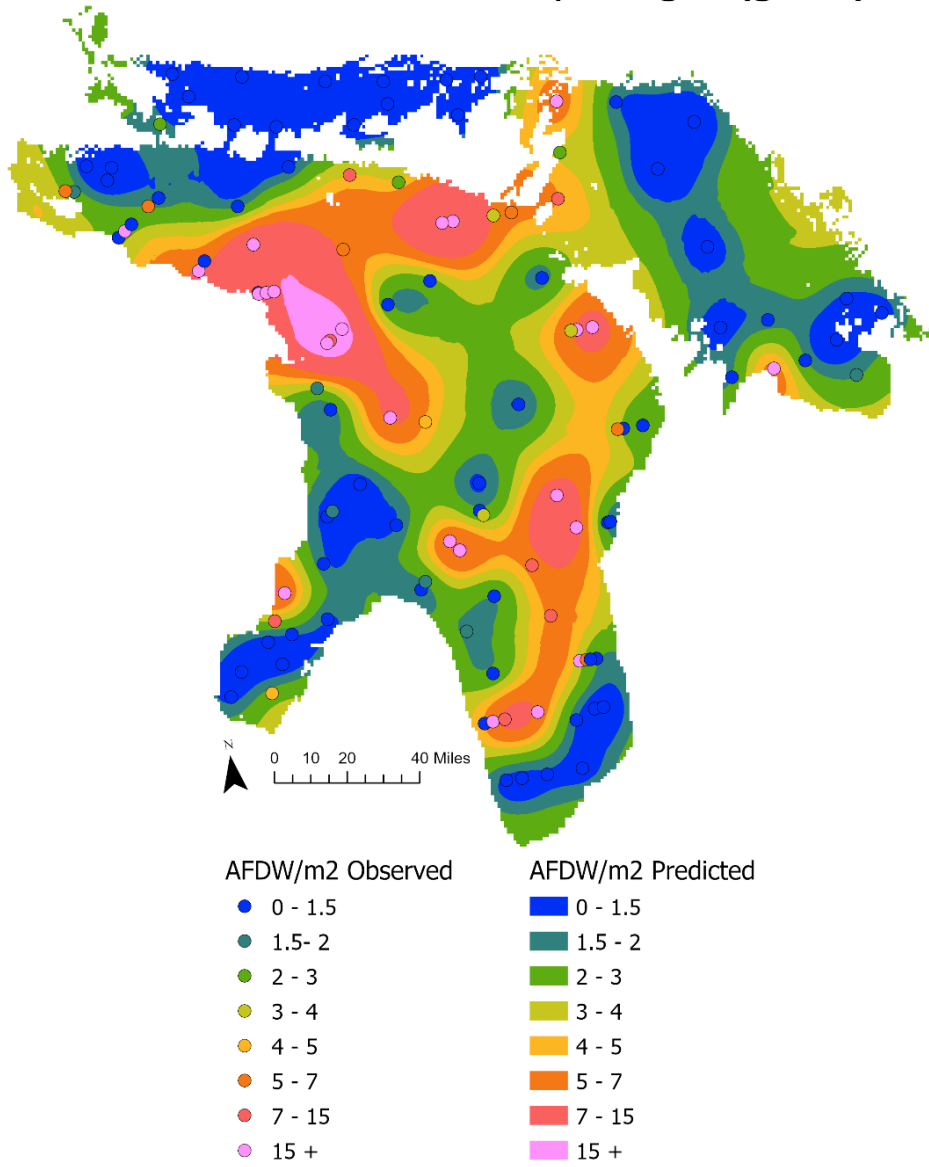 N
0 10 20 40 Miles
AFDW/m2 Observed AFDW/m2 Predicted
0 - 1.5 0 - 1.5
1.5- 2 1.5 - 2
2 - 3 2 - 3
3 - 4 3 - 4
4 - 5 4 - 5
5 - 7 5 - 7
7 - 15 7 - 15
15 + 15 +